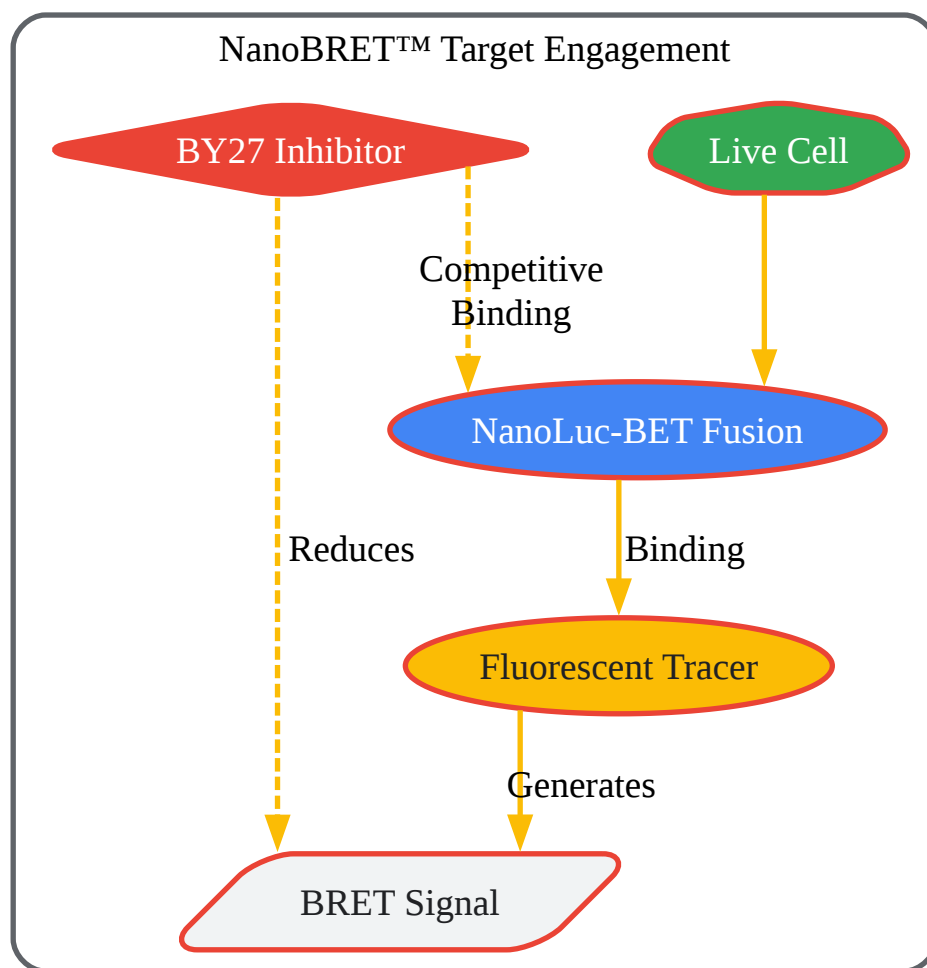 NanoBRET™ Target Engagement
BY27 Inhibitor
Live Cell
Competitive
Binding
NanoLuc-BET Fusion
Reduces
Binding
Fluorescent Tracer
Generates
BRET Signal